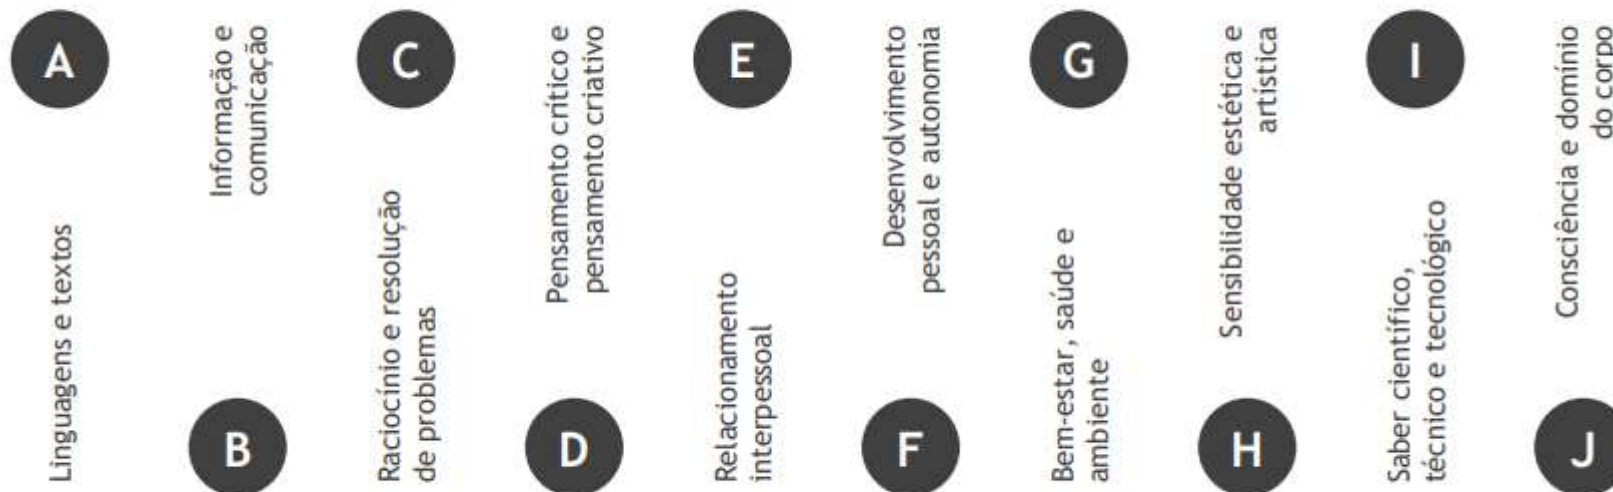 A
Linguagens e textos
Informação e
comunicação
B
C
Raciocínio e resolução
de problemas
Pensamento crítico e
pensamento criativo
D
E
Relacionamento
interpessoal
Desenvolvimento
pessoal e autonomia
F
G
Bem-estar, saúde e
ambiente
Sensibilidade estética e
artística
H
I
Saber científico,
técnico e tecnológico
Consciência e domínio
do corpo
J